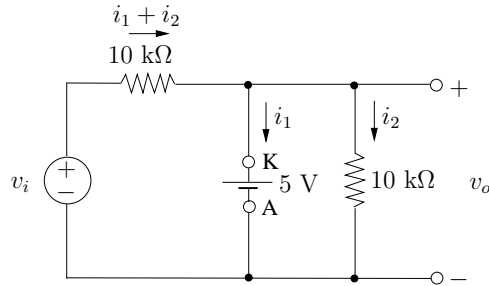 i₁ + i₂
10 kΩ
+
i₁
i₂
K
+
−
vᵢ
5 V
10 kΩ
vₒ
A
−